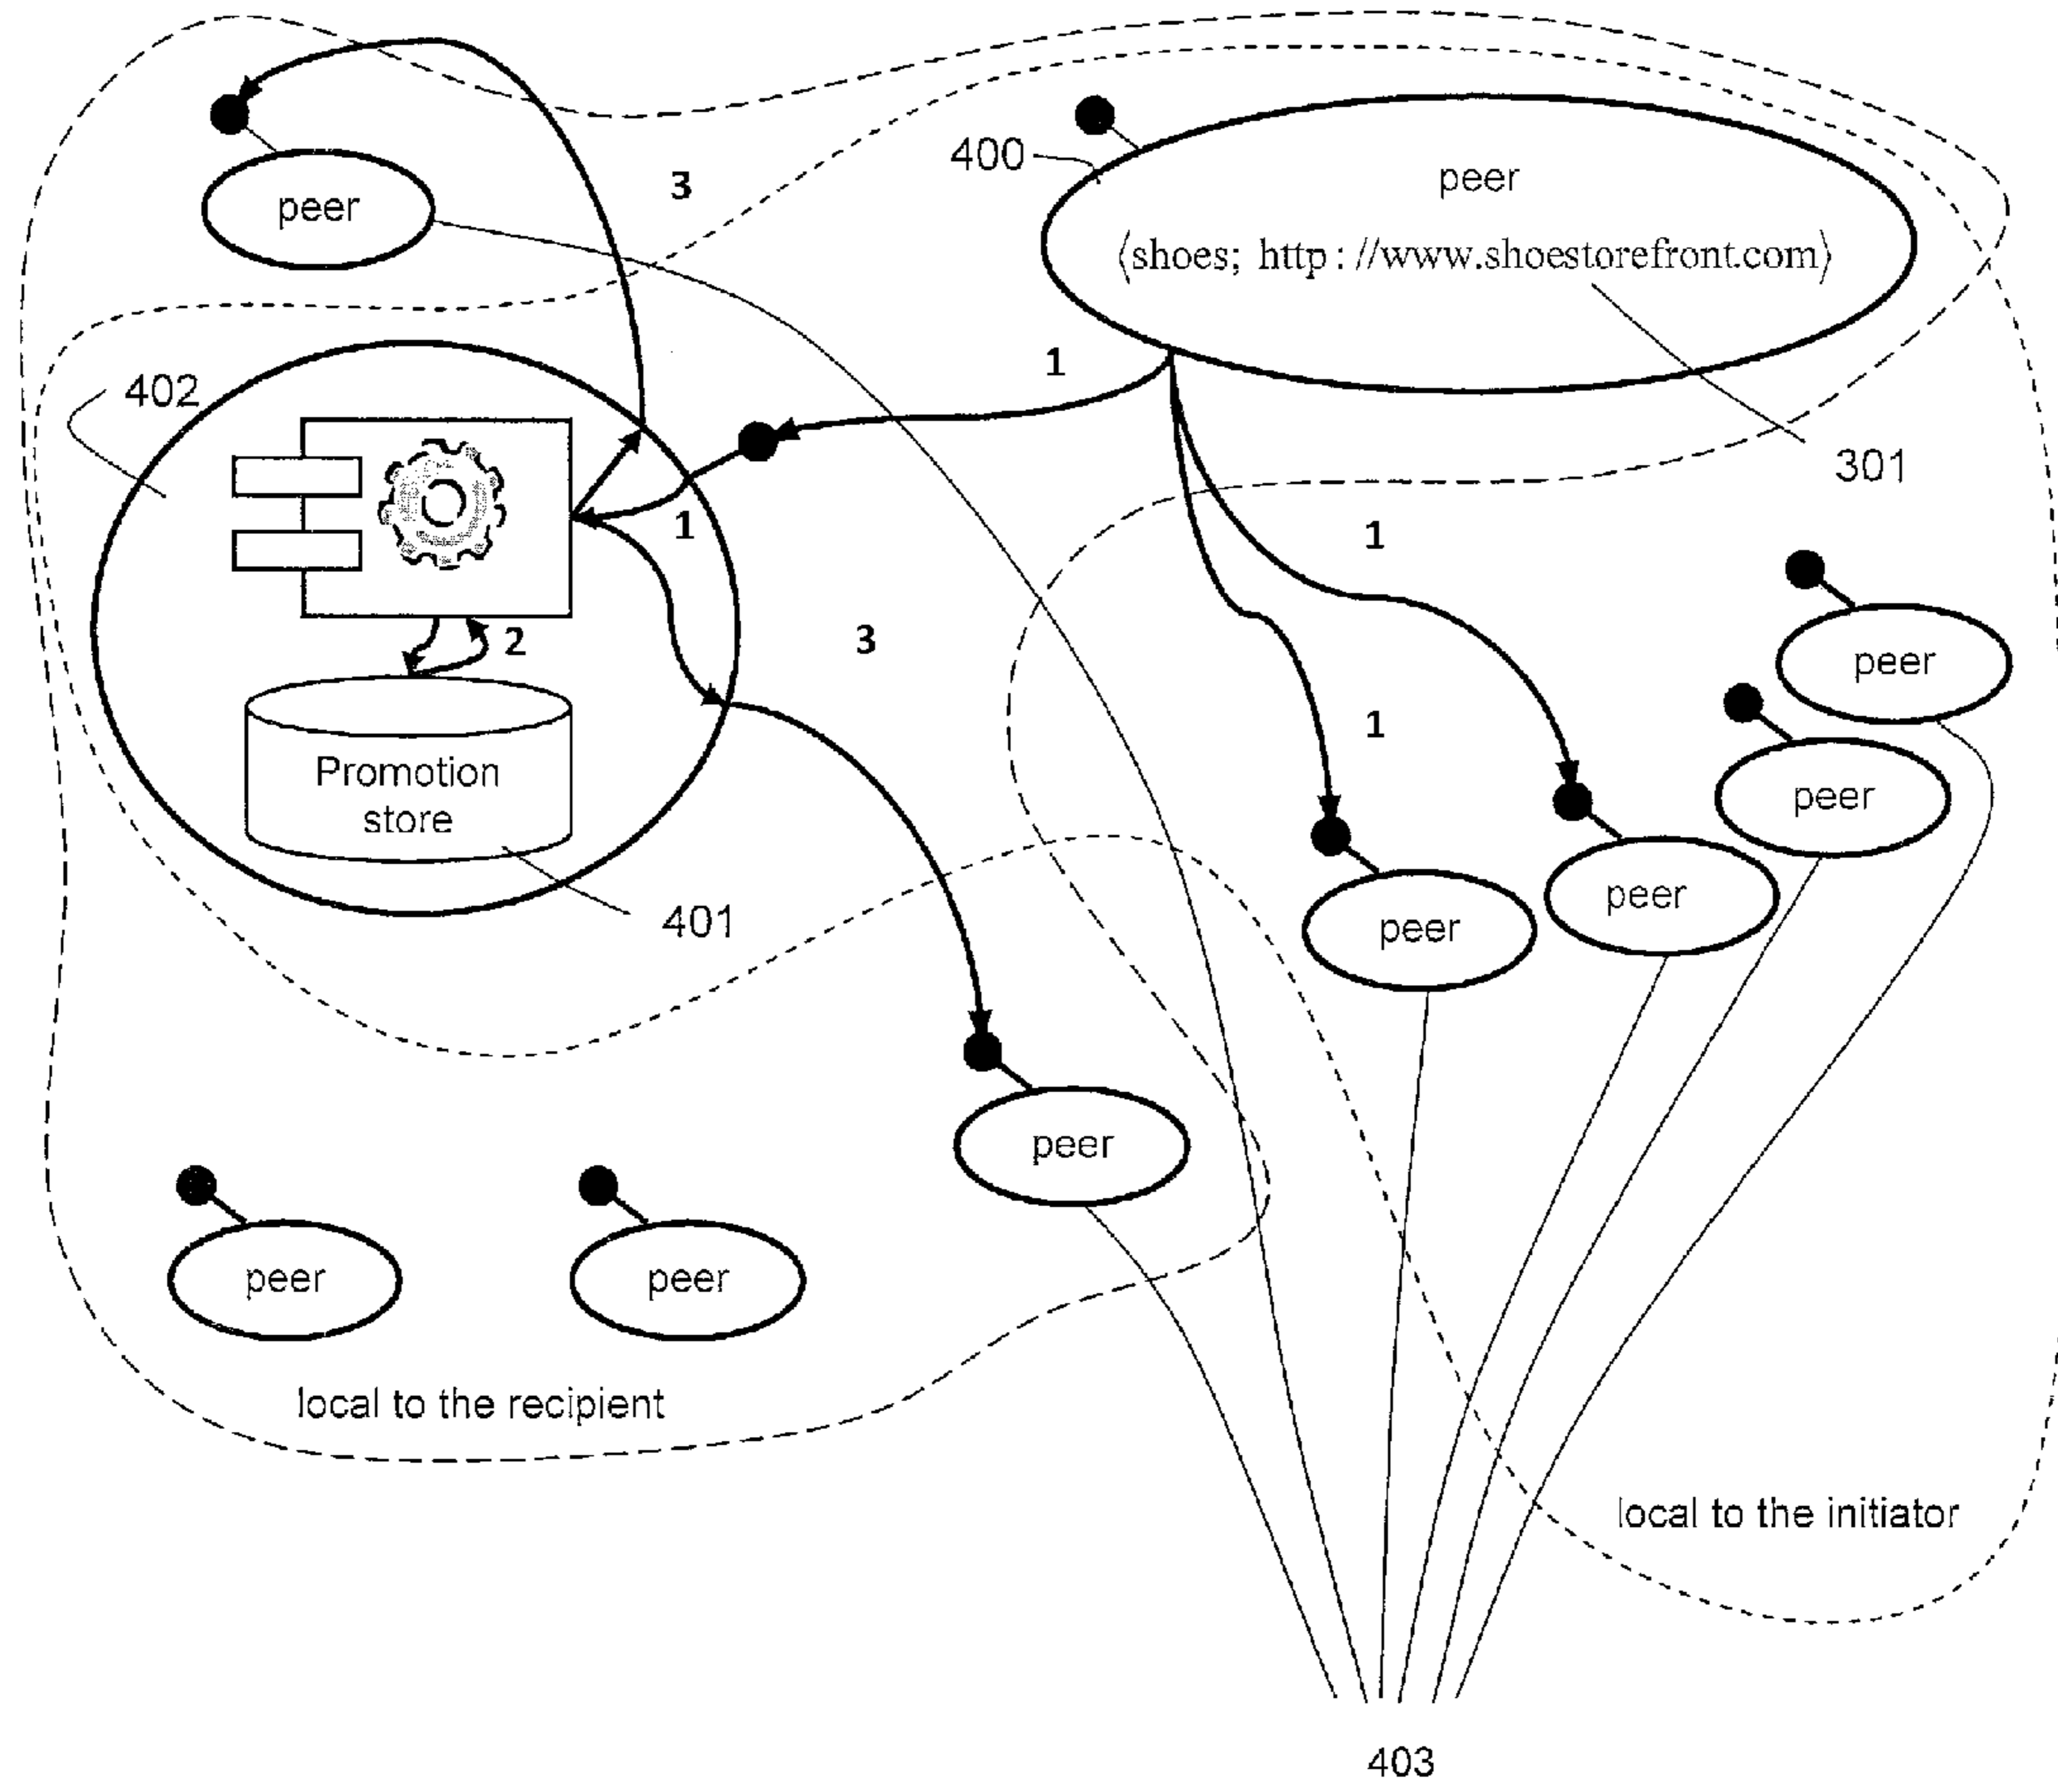 3
400
peer
peer
⟨shoes; http://www.shoestorefront.com⟩
1
402
301
1
1
2
3
peer
1
Promotion
store
peer
peer
401
peer
peer
peer
peer
local to the recipient
local to the initiator
403